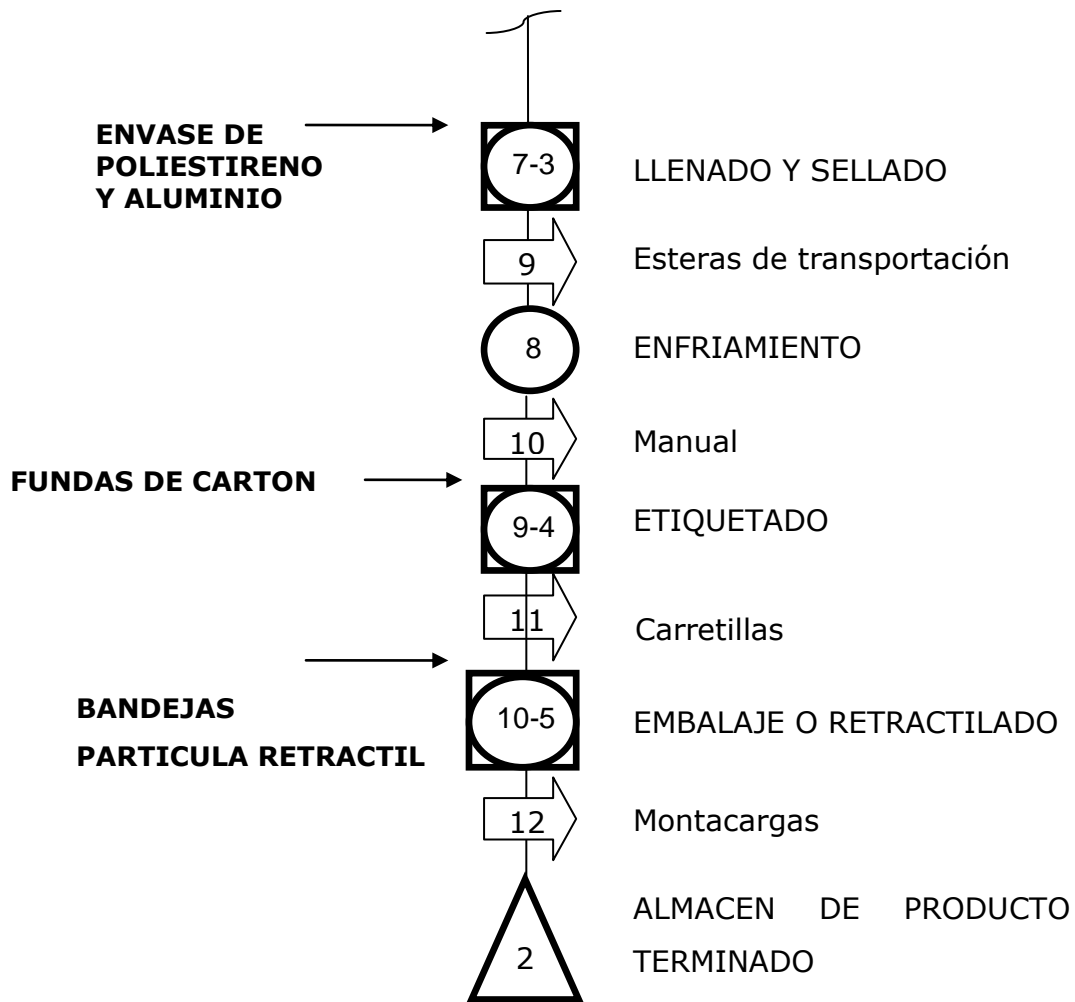 ENVASE DE
POLIESTIRENO
Y ALUMINIO
7-3
LLENADO Y SELLADO
9
Esteras de transportación
8
ENFRIAMIENTO
10
Manual
FUNDAS DE CARTON
9-4
ETIQUETADO
11
Carretillas
BANDEJAS
PARTICULA RETRACTIL
10-5
EMBALAJE O RETRACTILADO
12
Montacargas
2
ALMACEN DE PRODUCTO
TERMINADO